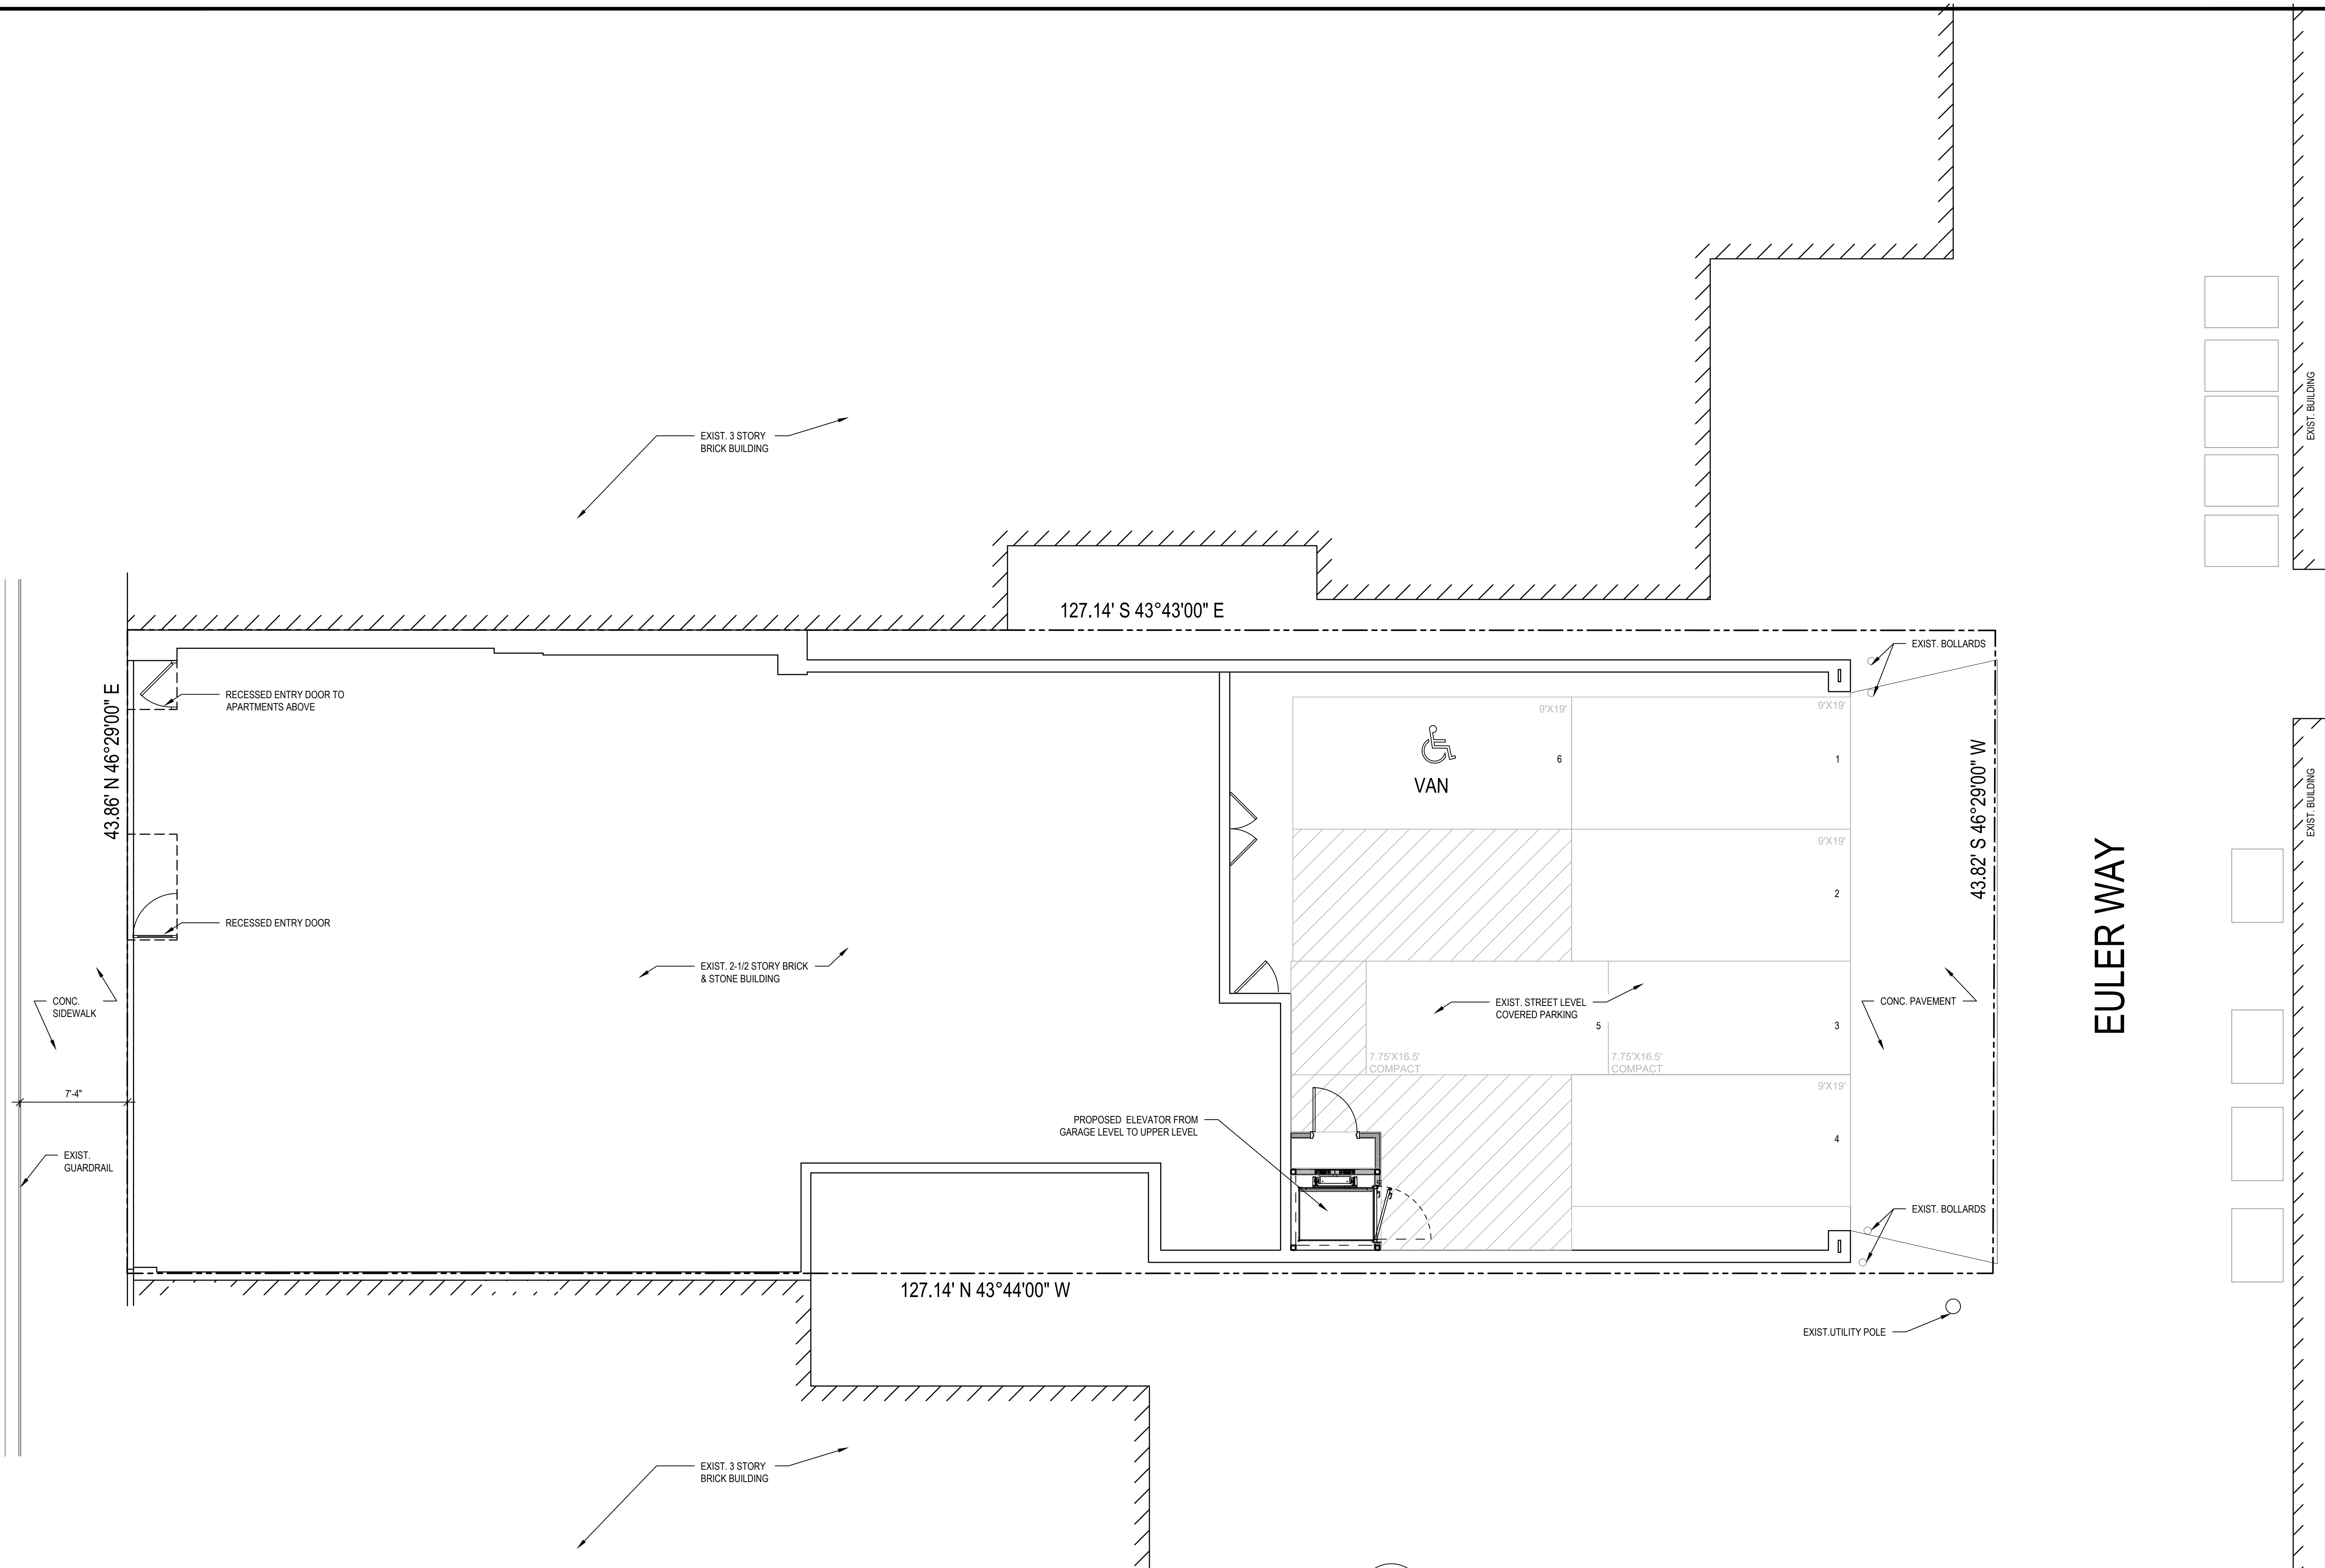 EXIST. 3 STORY
BRICK BUILDING
EXIST. BUILDING
127.14' S 43°43'00" E
EXIST. BOLLARDS
43.86' N 46°29'00" E
RECESSED ENTRY DOOR TO
APARTMENTS ABOVE
9'X19'
9'X19'
6
1
VAN
43.82' S 46°29'00" W
EXIST. BUILDING
9'X19'
2
EULER WAY
RECESSED ENTRY DOOR
EXIST. 2-1/2 STORY BRICK
& STONE BUILDING
CONC.
SIDEWALK
EXIST. STREET LEVEL
COVERED PARKING
CONC. PAVEMENT
5
3
7.75'X16.5'
COMPACT
7.75'X16.5'
COMPACT
9'X19'
7'-4"
PROPOSED ELEVATOR FROM
GARAGE LEVEL TO UPPER LEVEL
4
EXIST.
GUARDRAIL
EXIST. BOLLARDS
127.14' N 43°44'00" W
EXIST.UTILITY POLE
EXIST. 3 STORY
BRICK BUILDING